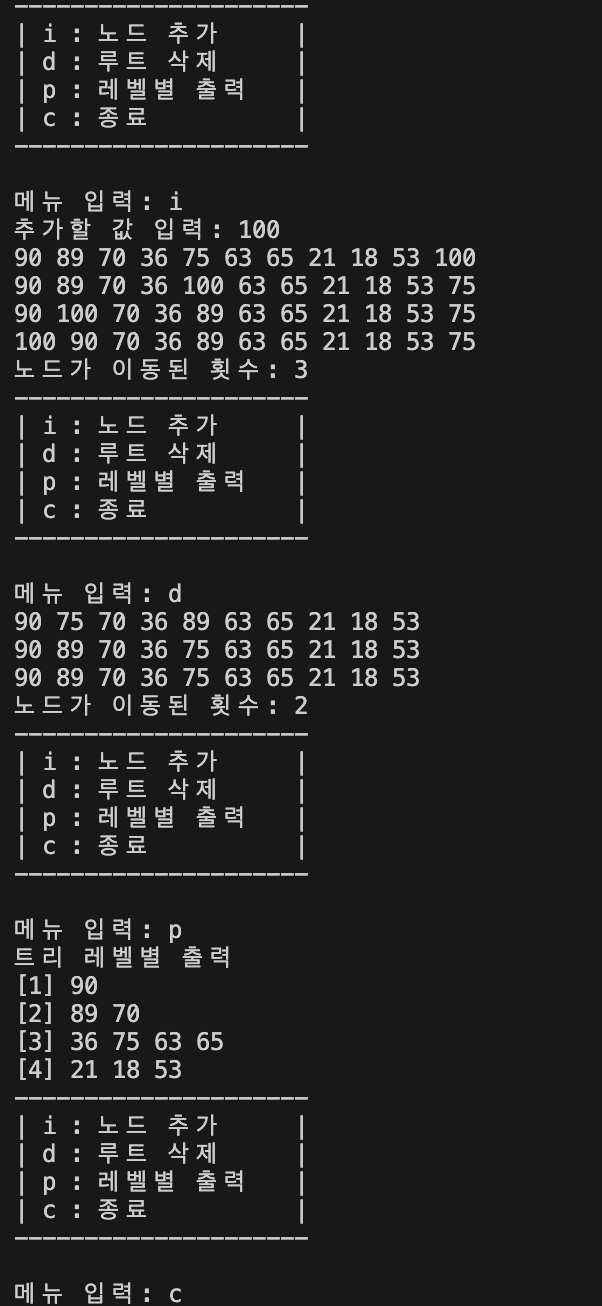 ---------------------
| i : 노드 추가      |
| d : 루트 삭제      |
| p : 레벨별 출력    |
| c : 종료           |
---------------------
메뉴 입력: i
추가할 값 입력: 100
90 89 70 36 75 63 65 21 18 53 100
90 89 70 36 100 63 65 21 18 53 75
90 100 70 36 89 63 65 21 18 53 75
100 90 70 36 89 63 65 21 18 53 75
노드가 이동된 횟수: 3
---------------------
| i : 노드 추가      |
| d : 루트 삭제      |
| p : 레벨별 출력    |
| c : 종료           |
---------------------
메뉴 입력: d
90 75 70 36 89 63 65 21 18 53
90 89 70 36 75 63 65 21 18 53
90 89 70 36 75 63 65 21 18 53
노드가 이동된 횟수: 2
---------------------
| i : 노드 추가      |
| d : 루트 삭제      |
| p : 레벨별 출력    |
| c : 종료           |
---------------------
메뉴 입력: p
트리 레벨별 출력
[1] 90
[2] 89 70
[3] 36 75 63 65
[4] 21 18 53
---------------------
| i : 노드 추가      |
| d : 루트 삭제      |
| p : 레벨별 출력    |
| c : 종료           |
---------------------
메뉴 입력: c